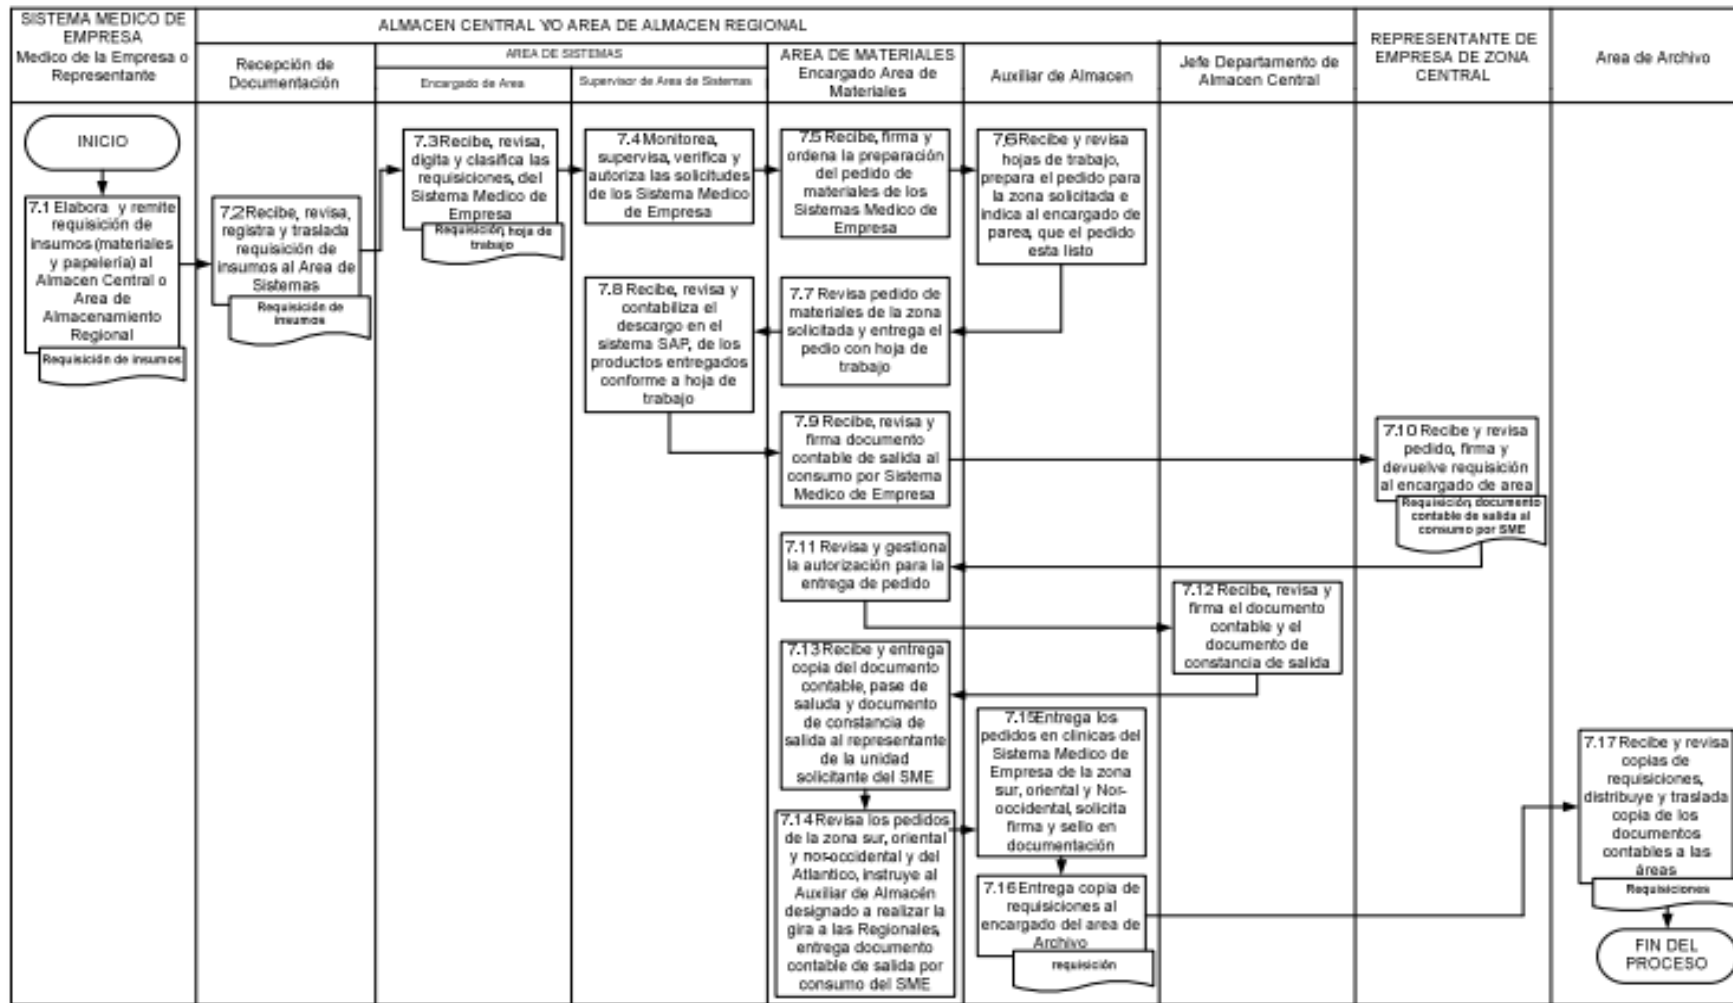 SISTEMA MEDICO DE
EMPRESA
Medico de la Empresa o
Representante
ALMACEN CENTRAL Y/O AREA DE ALMACEN REGIONAL
Recepción de
Documentación
AREA DE SISTEMAS
Encargado de Area
Supervisor de Area de Sistemas
AREA DE MATERIALES
Encargado Area de
Materiales
Auxiliar de Almacen
Jefe Departamento de
Almacen Central
REPRESENTANTE DE
EMPRESA DE ZONA
CENTRAL
Area de Archivo
INICIO
7.1 Elabora y remite
requisición de
insumos (materiales
y papelería) al
Almacen Central o
Area de
Almacenamiento
Regional
Requisición de insumos
7.2 Recibe, revisa,
registra y traslada
requisición de
insumos al Area de
Sistemas
Requisición de
insumos
7.3 Recibe, revisa,
digita y clasifica las
requisiciones, del
Sistema Medico de
Empresa
Requisición, hoja de
trabajo
7.4 Monitorea,
supervisa, verifica y
autoriza las solicitudes
de los Sistema Medico
de Empresa
7.5 Recibe, firma y
ordena la preparación
del pedido de
materiales de los
Sistemas Medico de
Empresa
7.6 Recibe y revisa
hojas de trabajo,
prepara el pedido para
la zona solicitada e
indica al encargado de
parea, que el pedido
esta listo
7.7 Revisa pedido de
materiales de la zona
solicitada y entrega el
pedio con hoja de
trabajo
7.8 Recibe, revisa y
contabiliza el
descargo en el
sistema SAP, de los
productos entregados
conforme a hoja de
trabajo
7.9 Recibe, revisa y
firma documento
contable de salida al
consumo por Sistema
Medico de Empresa
7.10 Recibe y revisa
pedido, firma y
devuelve requisición
al encargado de area
Requisición, documento
contable de salida al
consumo por SME
7.11 Revisa y gestiona
la autorización para la
entrega de pedido
7.12 Recibe, revisa y
firma el documento
contable y el
documento de
constancia de salida
7.13 Recibe y entrega
copia del documento
contable, pase de
saluda y documento
de constancia de
salida al representante
de la unidad
solicitante del SME
7.14 Revisa los pedidos
de la zona sur, oriental
y nor-occidental y del
Atlantico, instruye al
Auxiliar de Almacén
designado a realizar la
gira a las Regionales,
entrega documento
contable de salida por
consumo del SME
7.15 Entrega los
pedidos en clinicas del
Sistema Medico de
Empresa de la zona
sur, oriental y Nor-
occidental, solicita
firma y sello en
documentación
7.16 Entrega copia de
requisiciones al
encargado del area de
Archivo
requisición
7.17 Recibe y revisa
copias de
requisiciones,
distribuye y traslada
copia de los
documentos
contables a las
áreas
Requisiciones
FIN DEL
PROCESO